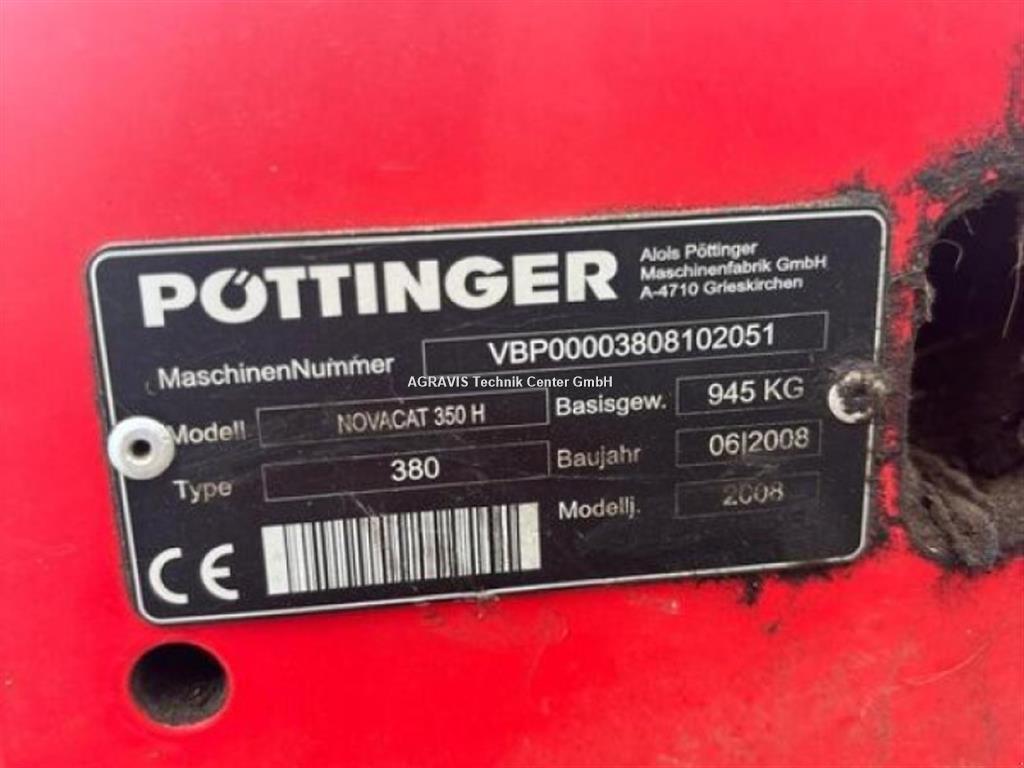 PÖTTINGER
Alois Pöttinger
Maschinenfabrik GmbH
A-4710 Grieskirchen
MaschinenNummer VBP00003808102051
AGRAVIS Technik Center GmbH
Modell NOVACAT 350 H
Basisgew. 945 KG
Type 380
Baujahr 06|2008
Modellj. 2008
CE